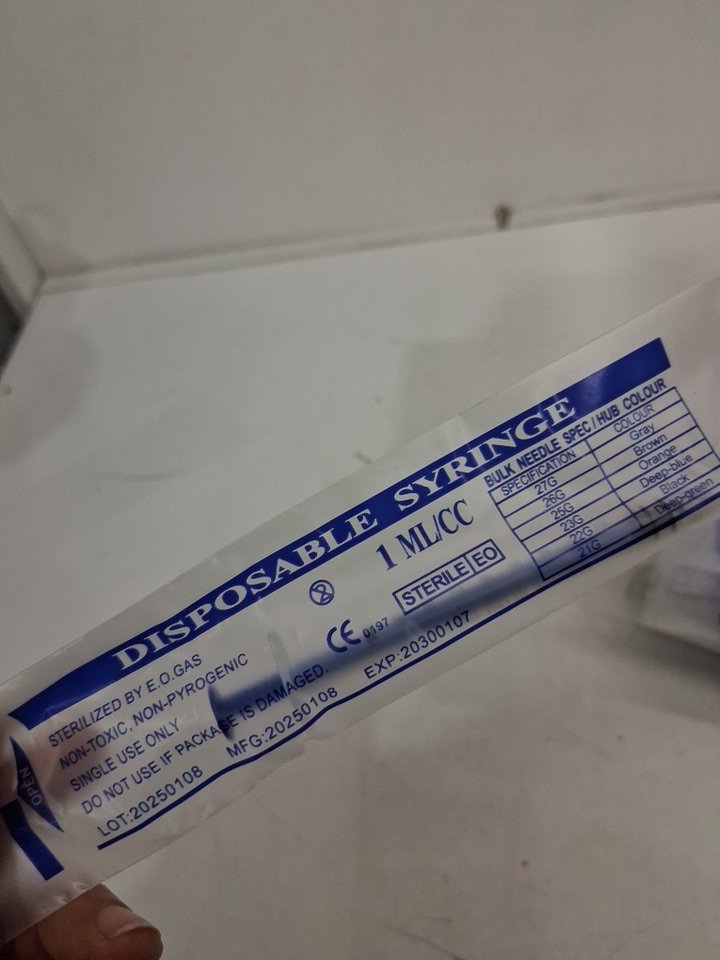 DISPOSABLE SYRINGE
1 ML/CC
STERILE EO
CE 0197
BULK NEEDLE SPEC / HUB COLOUR
SPECIFICATION COLOUR
27G Gray
26G Brown
25G Orange
23G Deep-blue
22G Black
21G Deep-green
STERILIZED BY E.O.GAS
NON-TOXIC, NON-PYROGENIC
SINGLE USE ONLY
DO NOT USE IF PACKAGE IS DAMAGED.
LOT:20250108 MFG:20250108 EXP:20300107
OPEN